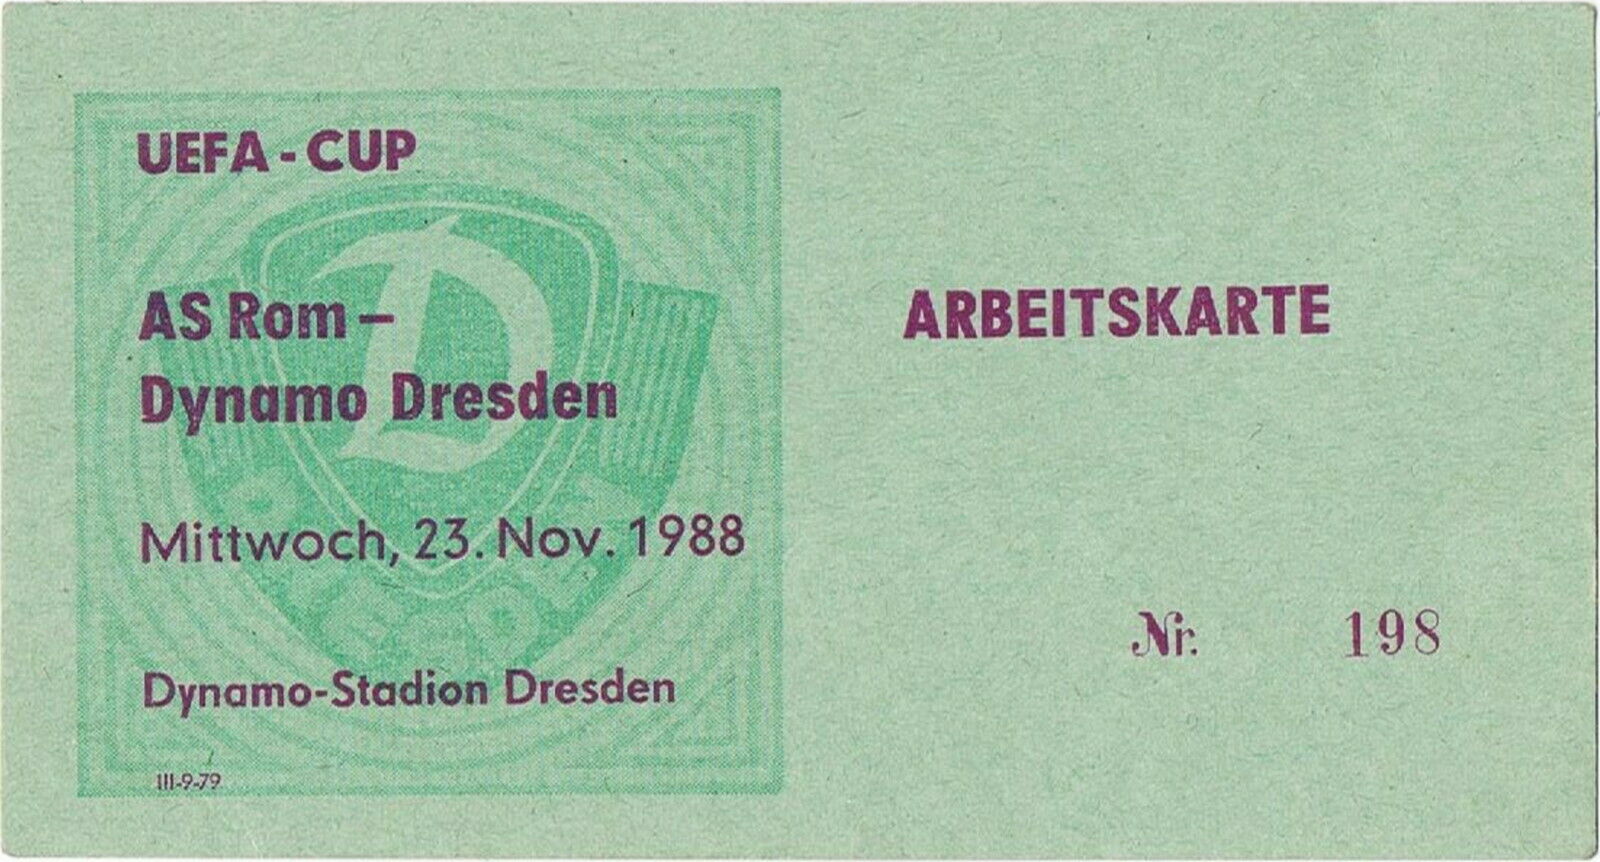 UEFA - CUP
AS Rom –
Dynamo Dresden
Mittwoch, 23. Nov. 1988
Dynamo-Stadion Dresden
III-9-79
ARBEITSKARTE
Nr. 198
D